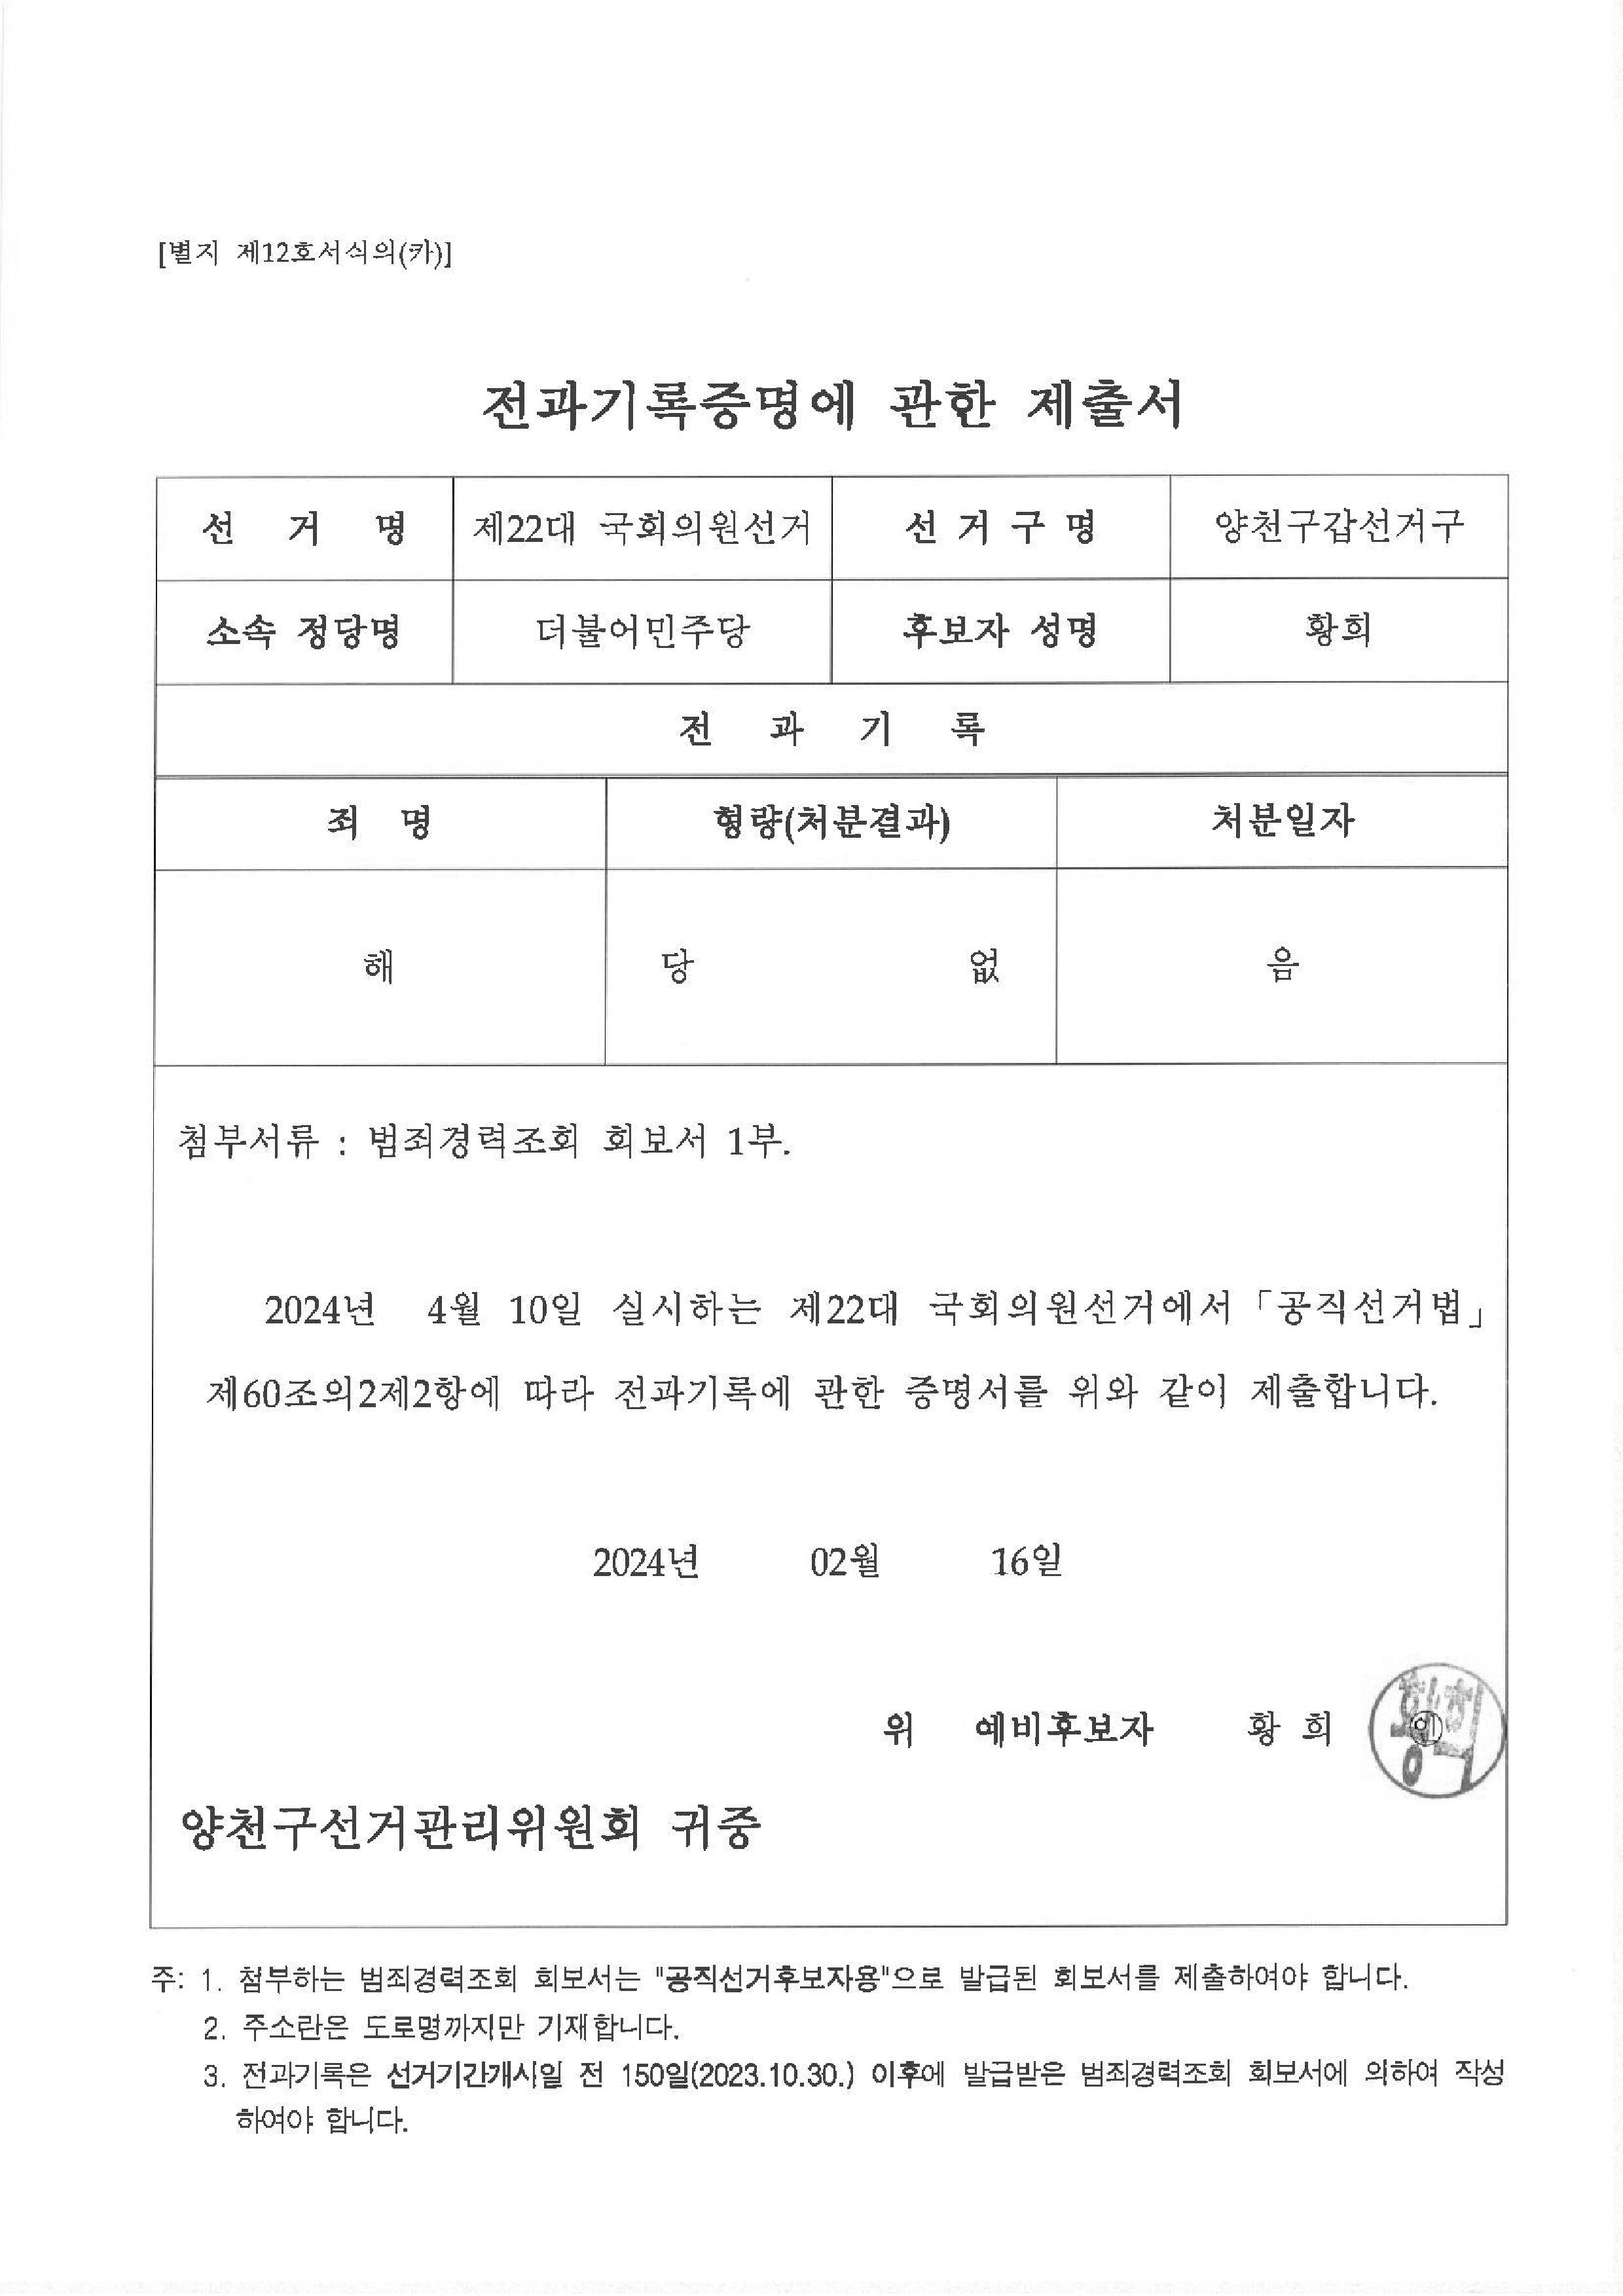 [별지 제12호서식의(카)]
전과기록증명에 관한 제출서
선 거 명 제22대 국회의원선거 선 거 구 명 양천구갑선거구
소속 정당명 더불어민주당 후보자 성명 황희
전 과 기 록
죄 명 형량(처분결과) 처분일자
해 당 없 음
첨부서류 : 범죄경력조회 회보서 1부.
2024년 4월 10일 실시하는 제22대 국회의원선거에서 「공직선거법」
제60조의2제2항에 따라 전과기록에 관한 증명서를 위와 같이 제출합니다.
2024년 02월 16일
위 예비후보자 황 희 ㊞
양천구선거관리위원회 귀중
주: 1. 첨부하는 범죄경력조회 회보서는 "공직선거후보자용"으로 발급된 회보서를 제출하여야 합니다.
2. 주소란은 도로명까지만 기재합니다.
3. 전과기록은 선거기간개시일 전 150일(2023.10.30.) 이후에 발급받은 범죄경력조회 회보서에 의하여 작성
하여야 합니다.